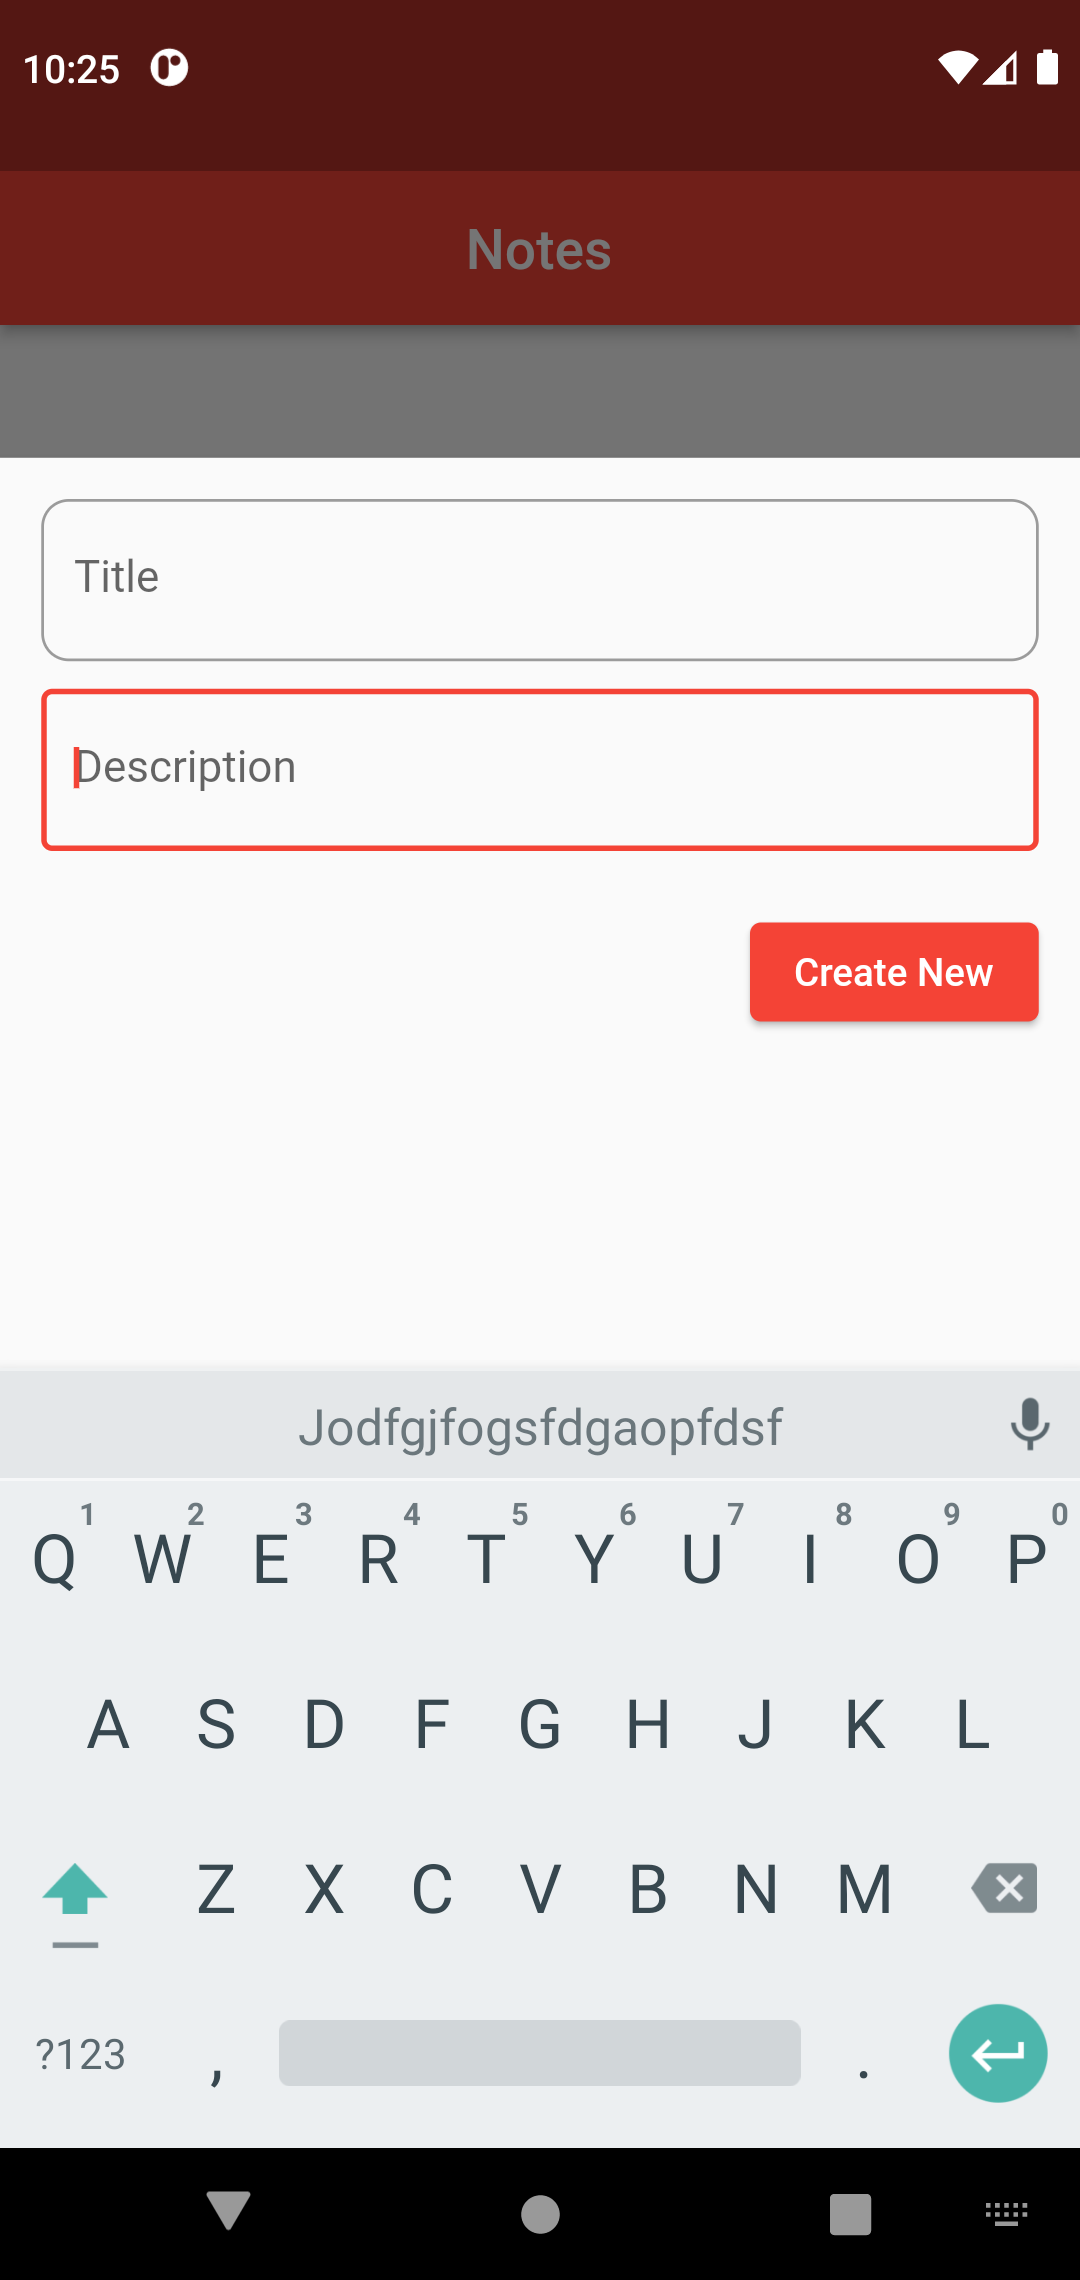 10:25
Notes
Title
Description
Create New
Jodfgjfogsfdgaopfdsf
1 2 3 4 5 6 7 8 9 0
Q W E R T Y U I O P
A S D F G H J K L
Z X C V B N M
?123 , .